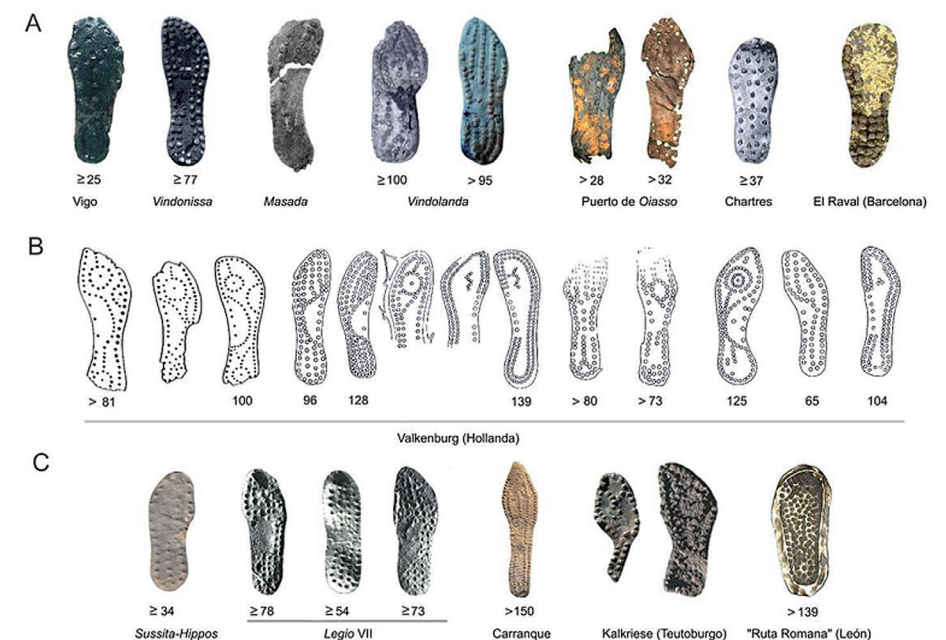 A
≥25 ≥77 ≥100 >95 >28 >32 ≥37
Vigo Vindonissa Masada Vindolanda Puerto de Oiasso Chartres El Raval (Barcelona)
B
> 81 100 96 128 139 > 80 > 73 125 65 104
Valkenburg (Hollanda)
C
≥ 34 ≥78 ≥54 ≥73 >150 >139
Sussita-Hippos Legio VII Carranque Kalkriese (Teutoburgo) "Ruta Romana" (León)